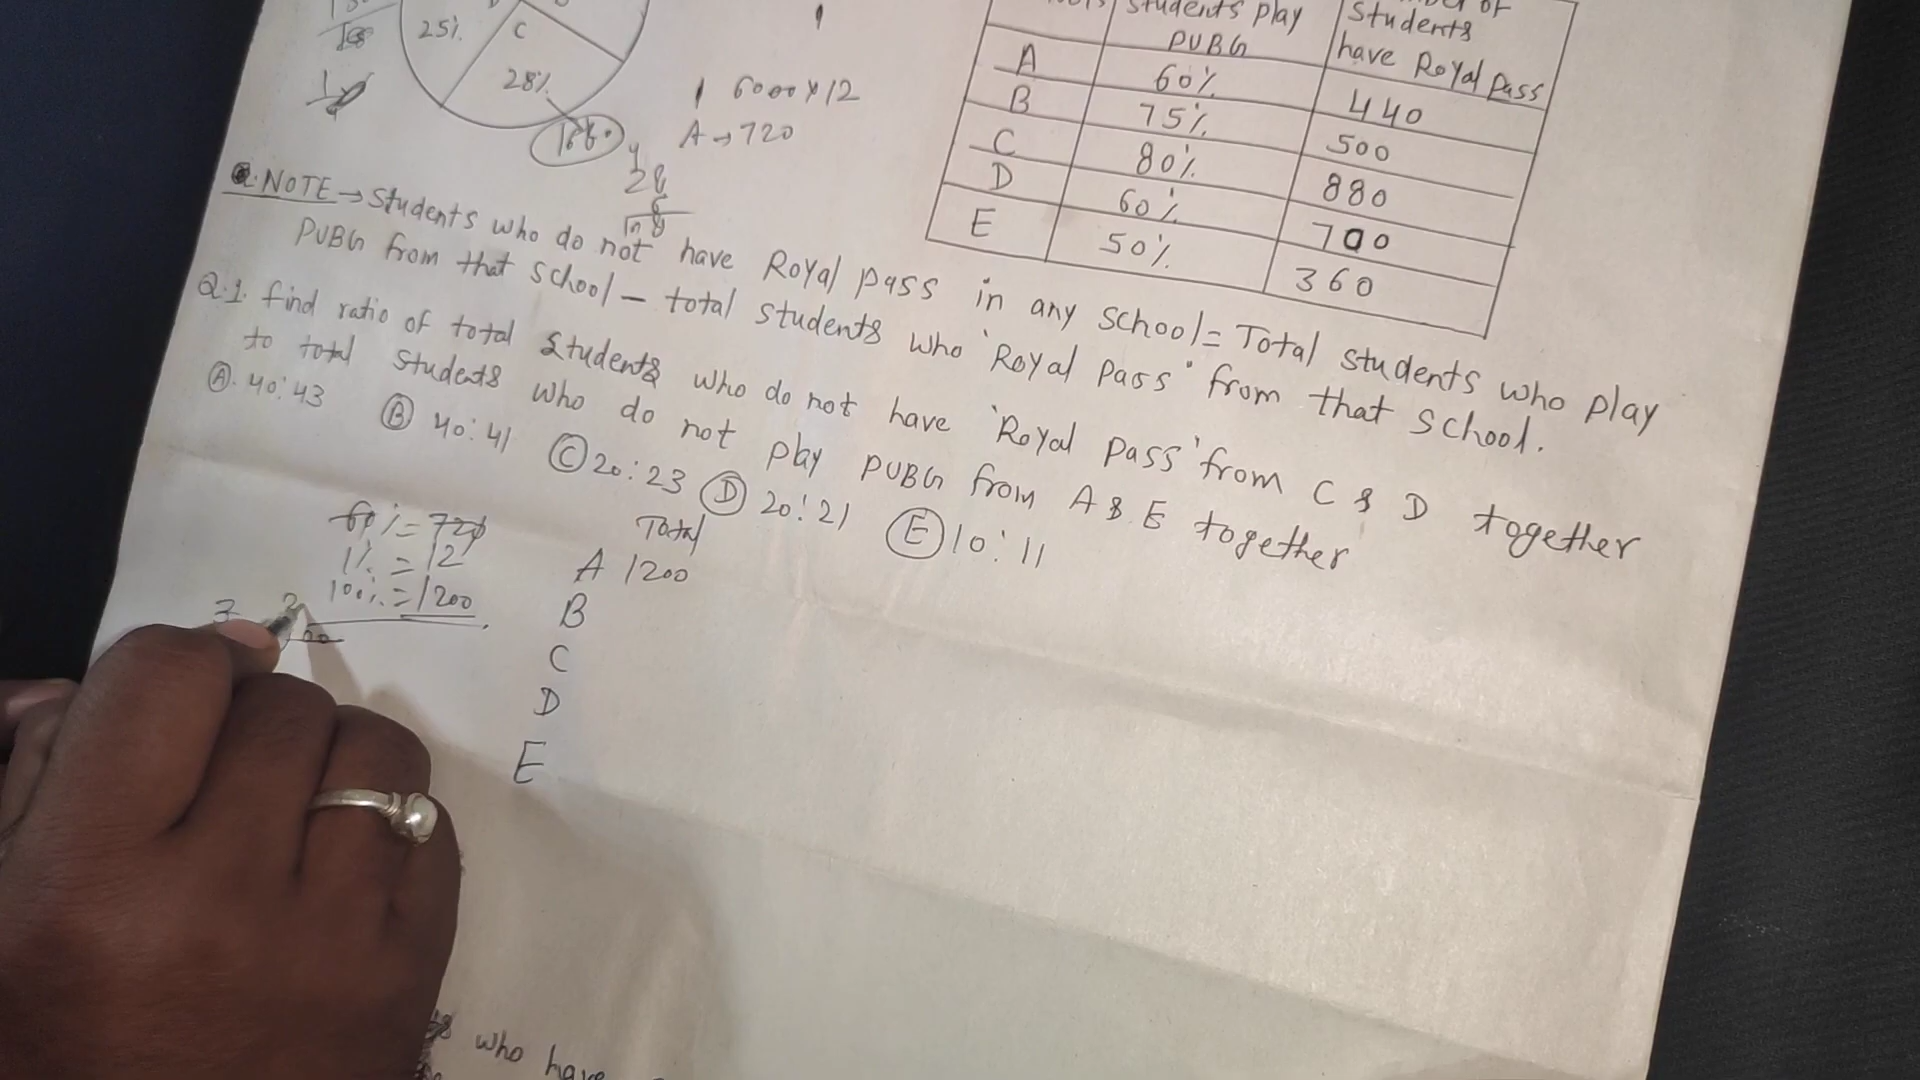 25%
C
28%
6000 x 12
A → 720
28
6
Students play
PUBG
of
Students
have Royal Pass
A 60% 440
B 75% 500
C 80% 880
D 60% 700
E 50% 360
NOTE → Students who do not have Royal pass in any school = Total students who play
PUBG from that school – total students who 'Royal Pass' from that school.
Q.1. find ratio of total students who do not have 'Royal Pass' from C & D together
to total students who do not play PUBG from A & E together
(A). 40:43 (B) 40:41 (C) 20:23 (D) 20:21 (E) 10:11
60% = 720
1% = 12
100% = 1200
Total
A 1200
B
C
D
E
who have